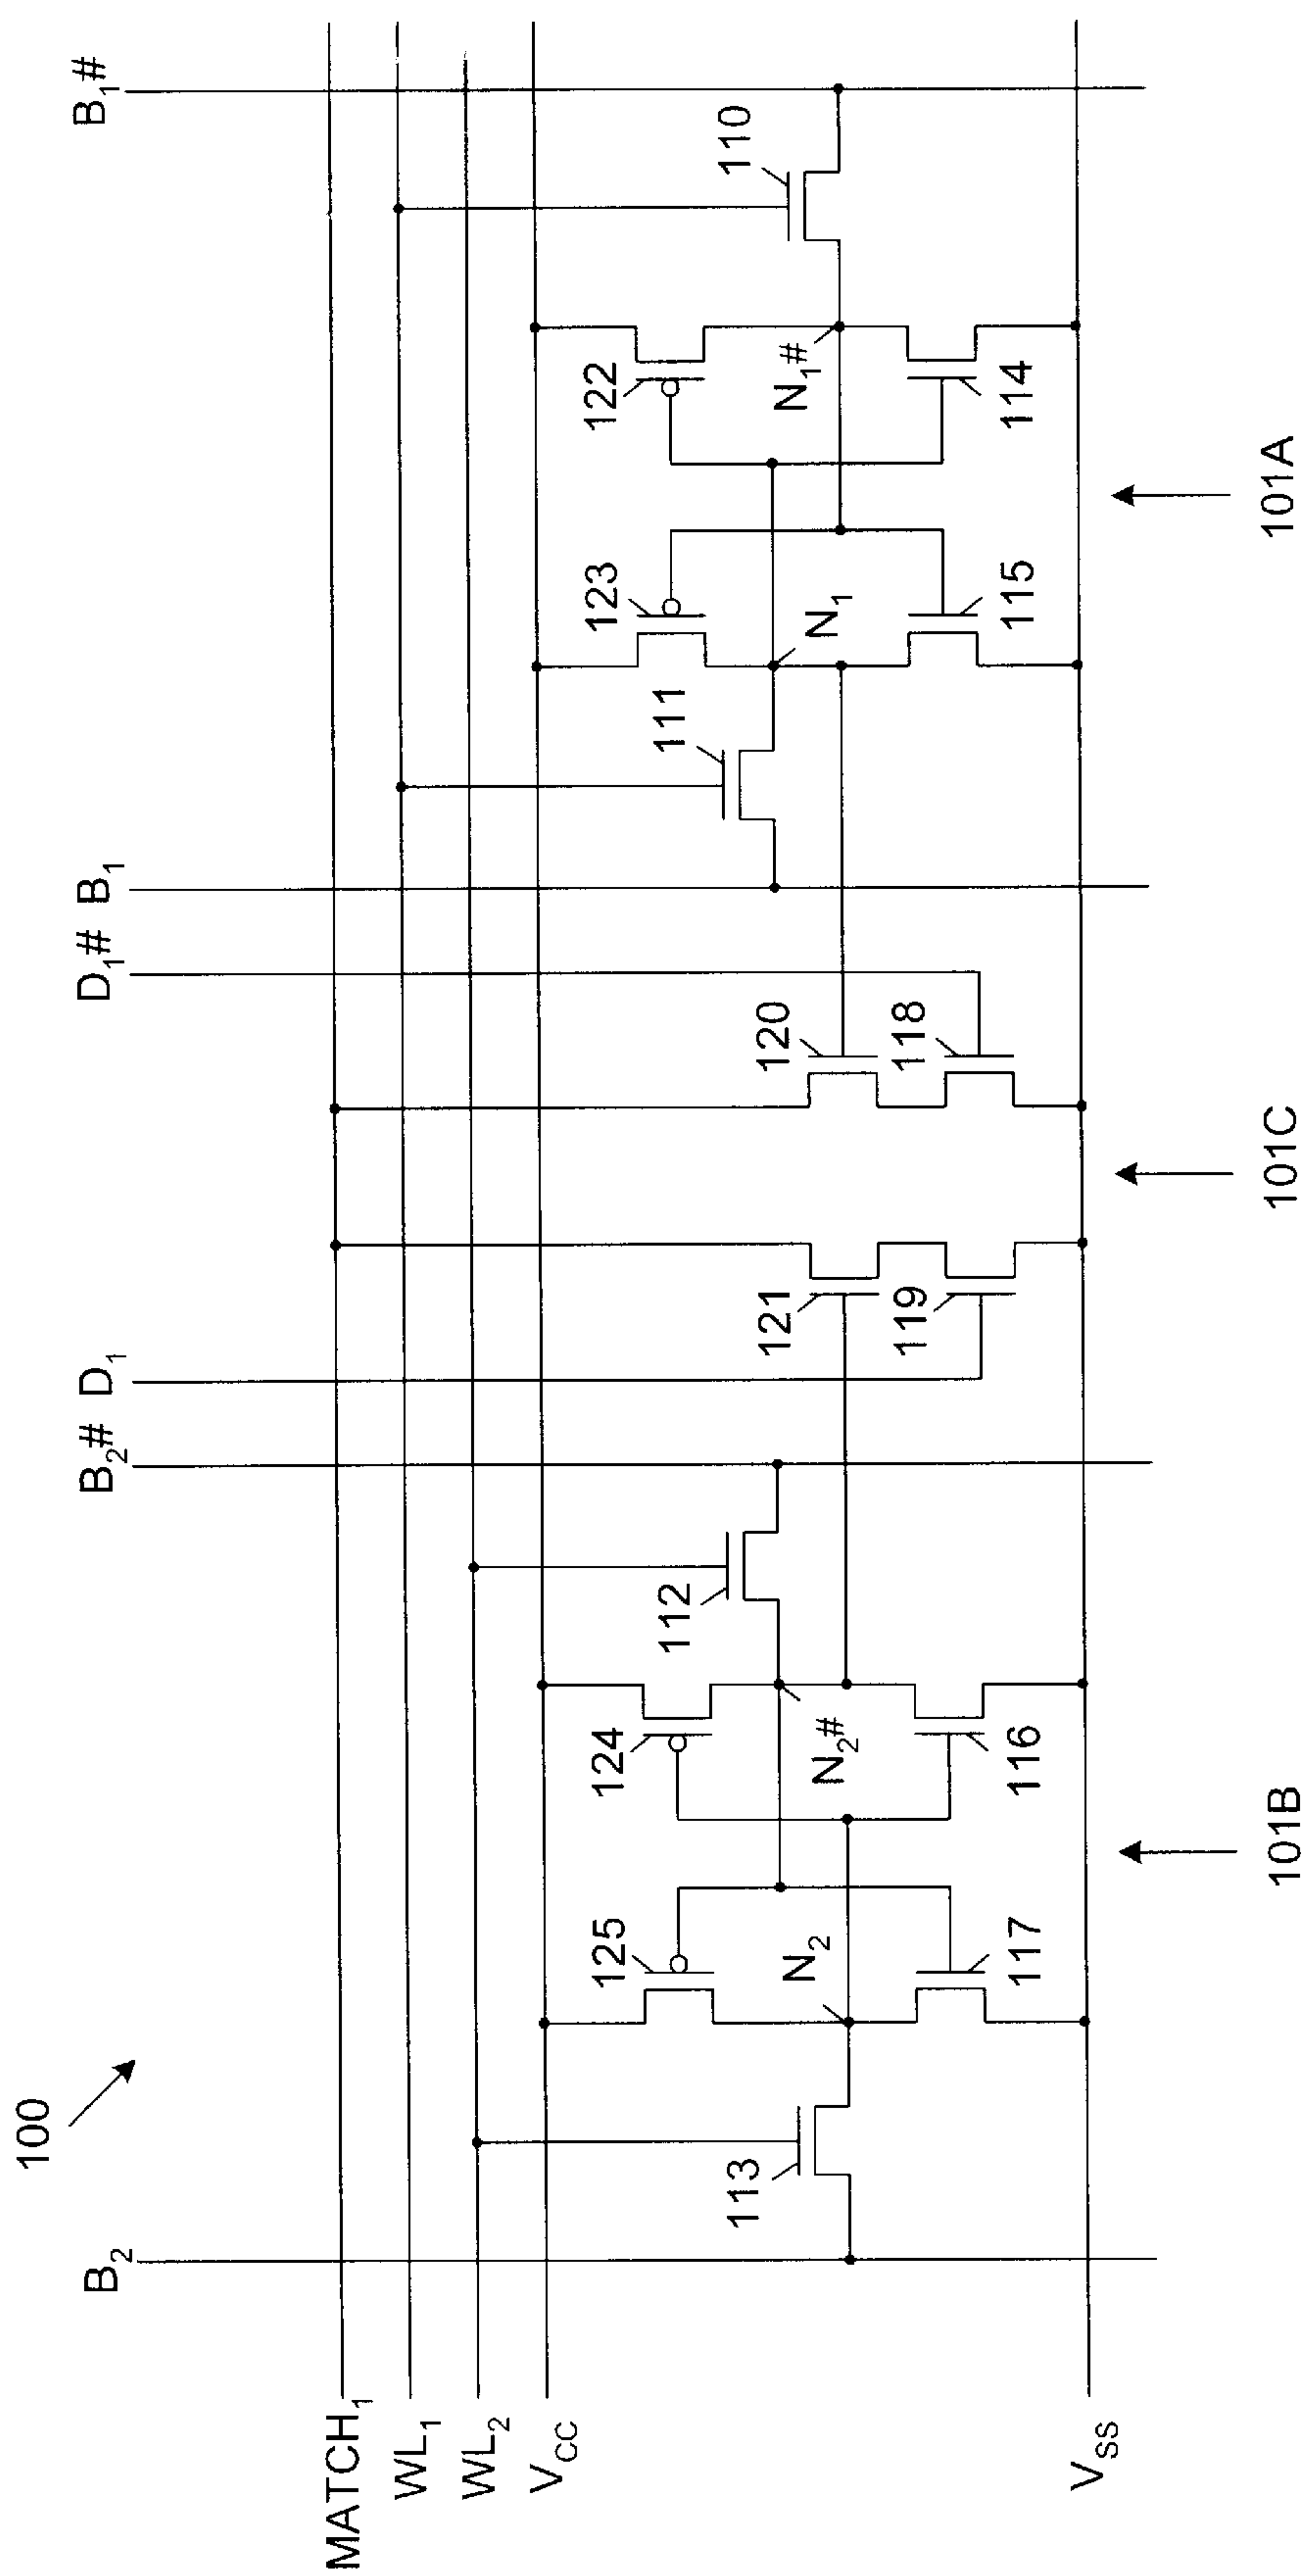 100
B₂
B₂#
D₁
D₁#
B₁
B₁#
MATCH₁
WL₁
WL₂
V_CC
V_SS
113
125
N₂
117
124
N₂#
116
112
121
119
120
118
111
123
N₁
115
122
N₁#
114
110
101B
101C
101A